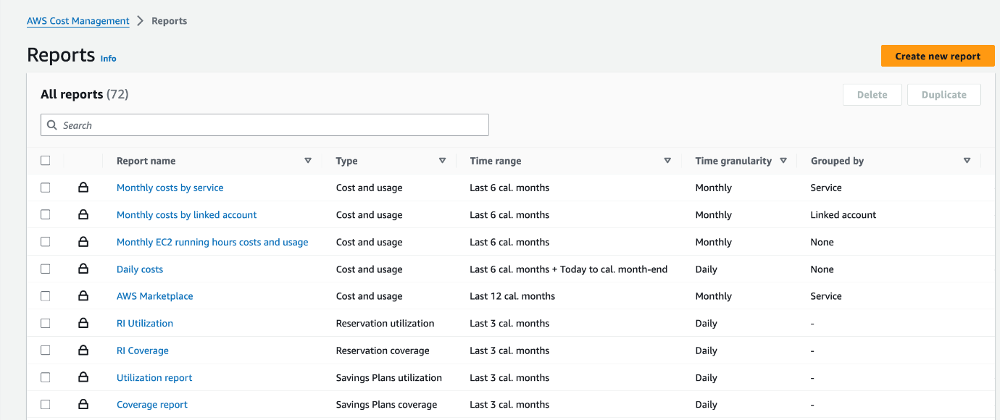 AWS Cost Management > Reports
Reports Info
Create new report
All reports (72)
Delete Duplicate
Search
Report name Type Time range Time granularity Grouped by
Monthly costs by service Cost and usage Last 6 cal. months Monthly Service
Monthly costs by linked account Cost and usage Last 6 cal. months Monthly Linked account
Monthly EC2 running hours costs and usage Cost and usage Last 6 cal. months Monthly None
Daily costs Cost and usage Last 6 cal. months + Today to cal. month-end Daily None
AWS Marketplace Cost and usage Last 12 cal. months Monthly Service
RI Utilization Reservation utilization Last 3 cal. months Daily -
RI Coverage Reservation coverage Last 3 cal. months Daily -
Utilization report Savings Plans utilization Last 3 cal. months Daily -
Coverage report Savings Plans coverage Last 3 cal. months Daily -